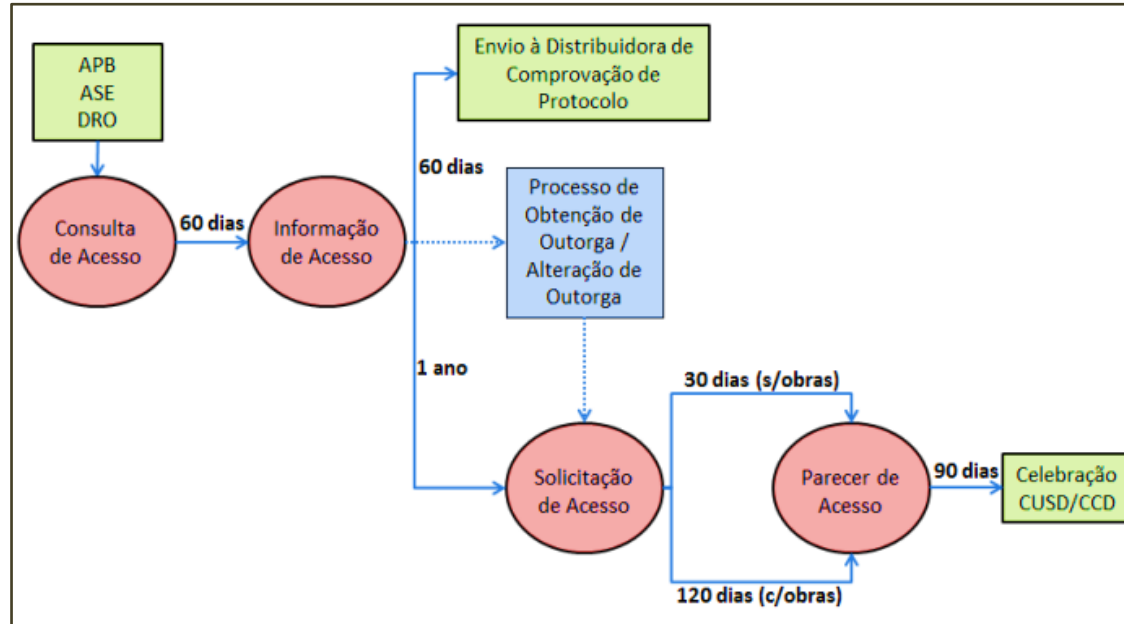 APB
ASE
DRO
Envio à Distribuidora de
Comprovação de
Protocolo
Consulta
de Acesso
60 dias
Informação
de Acesso
60 dias
Processo de
Obtenção de
Outorga /
Alteração de
Outorga
1 ano
Solicitação
de Acesso
30 dias (s/obras)
120 dias (c/obras)
Parecer de
Acesso
90 dias
Celebração
CUSD/CCD